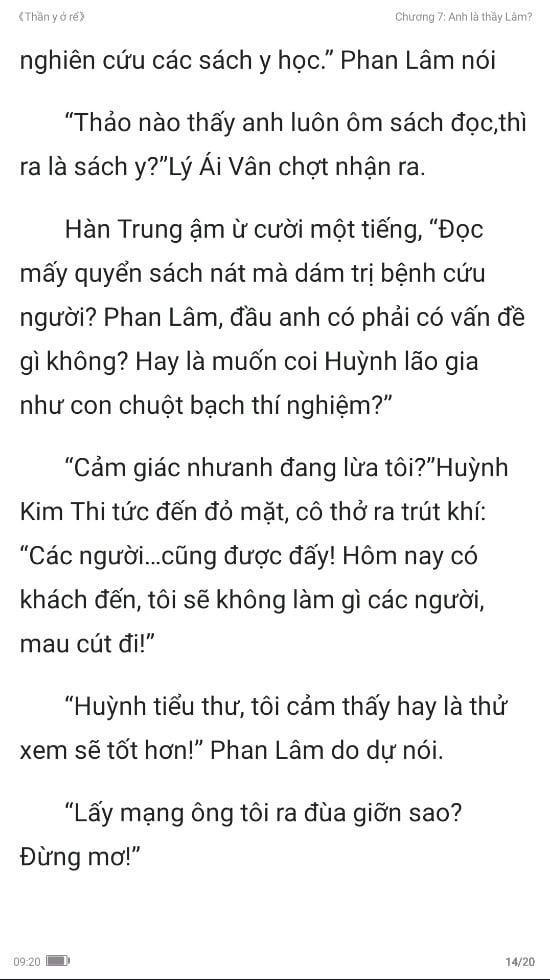 《Thần y ở rể》
Chương 7: Anh là thầy Lâm?
nghiên cứu các sách y học.” Phan Lâm nói
“Thảo nào thấy anh luôn ôm sách đọc,thì
ra là sách y?”Lý Ái Vân chợt nhận ra.
Hàn Trung ậm ừ cười một tiếng, “Đọc
mấy quyển sách nát mà dám trị bệnh cứu
người? Phan Lâm, đầu anh có phải có vấn đề
gì không? Hay là muốn coi Huỳnh lão gia
như con chuột bạch thí nghiệm?”
“Cảm giác nhưanh đang lừa tôi?”Huỳnh
Kim Thi tức đến đỏ mặt, cô thở ra trút khí:
“Các người...cũng được đấy! Hôm nay có
khách đến, tôi sẽ không làm gì các người,
mau cút đi!”
“Huỳnh tiểu thư, tôi cảm thấy hay là thử
xem sẽ tốt hơn!” Phan Lâm do dự nói.
“Lấy mạng ông tôi ra đùa giỡn sao?
Đừng mơ!”
09:20
14/20